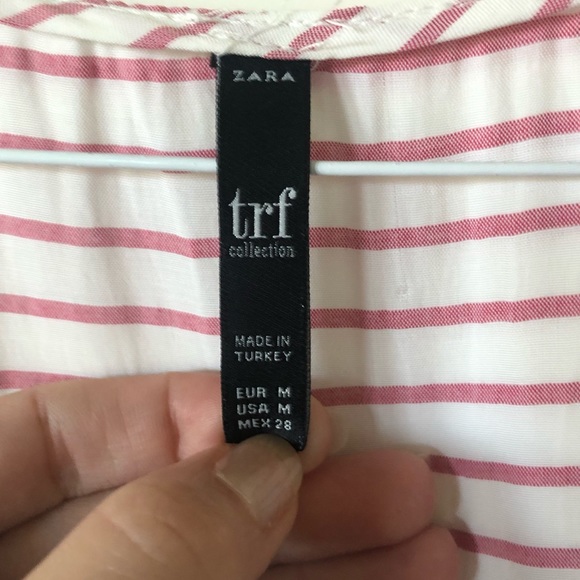 ZARA
trf
collection
MADE IN
TURKEY
EUR M
USA M
MEX 28